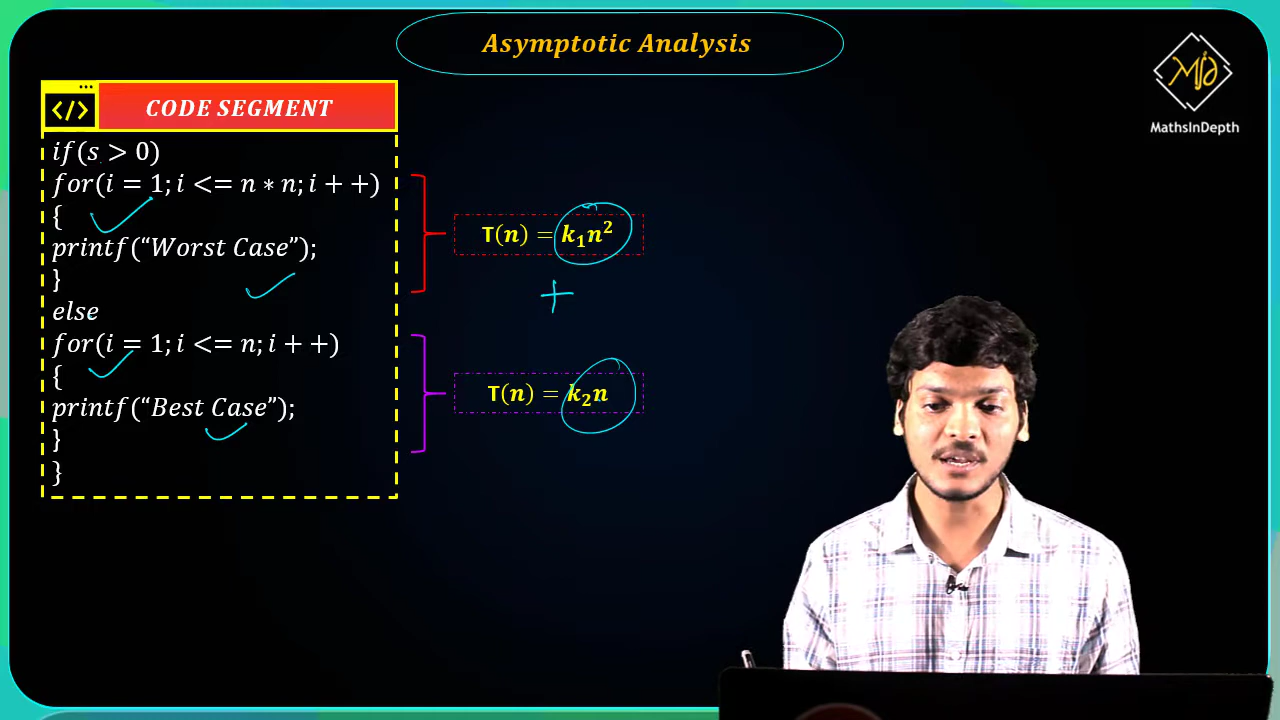 Asymptotic Analysis
Mid
MathsInDepth
</> CODE SEGMENT
if(s > 0)
for(i = 1; i <= n * n; i + +)
{
printf("Worst Case");
}
else
for(i = 1; i <= n; i + +)
{
printf("Best Case");
}
}
T(n) = k₁n²
+
T(n) = k₂n